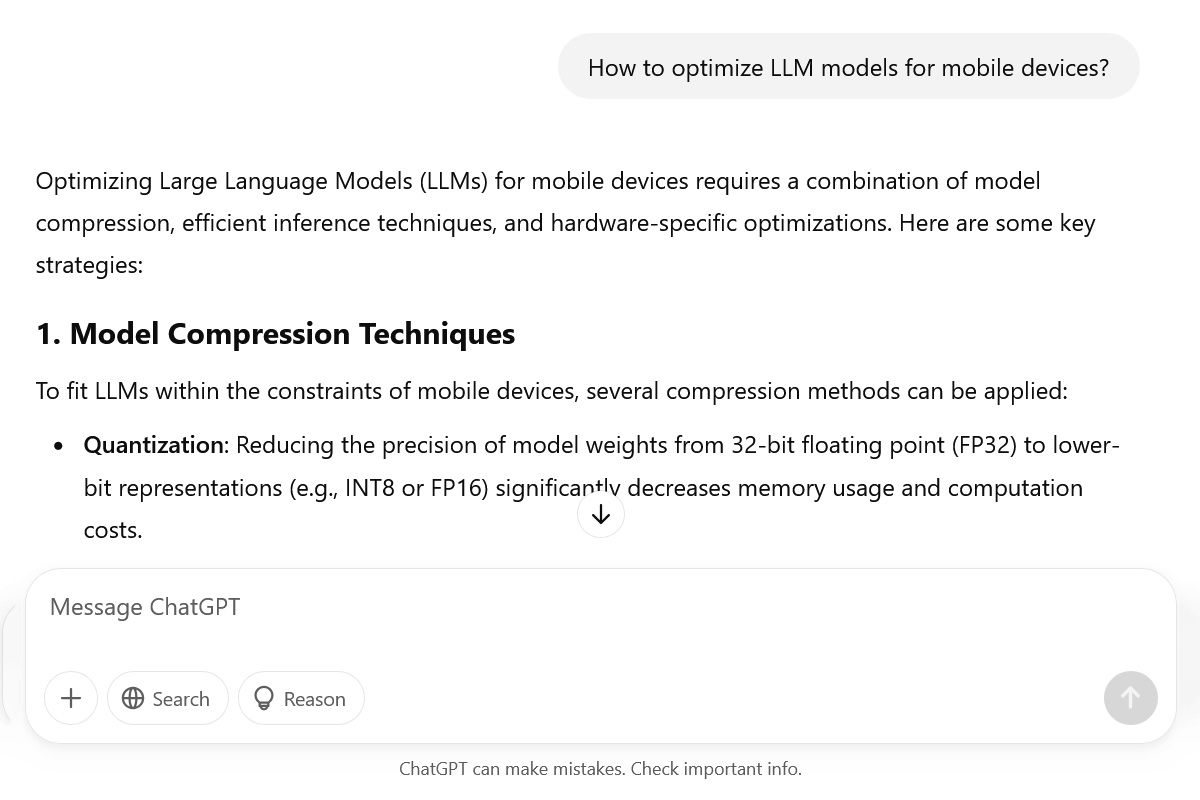 How to optimize LLM models for mobile devices?
Optimizing Large Language Models (LLMs) for mobile devices requires a combination of model
compression, efficient inference techniques, and hardware-specific optimizations. Here are some key
strategies:
1. Model Compression Techniques
To fit LLMs within the constraints of mobile devices, several compression methods can be applied:
• Quantization: Reducing the precision of model weights from 32-bit floating point (FP32) to lower-
bit representations (e.g., INT8 or FP16) significantly decreases memory usage and computation
costs.
Message ChatGPT
Search Reason
ChatGPT can make mistakes. Check important info.